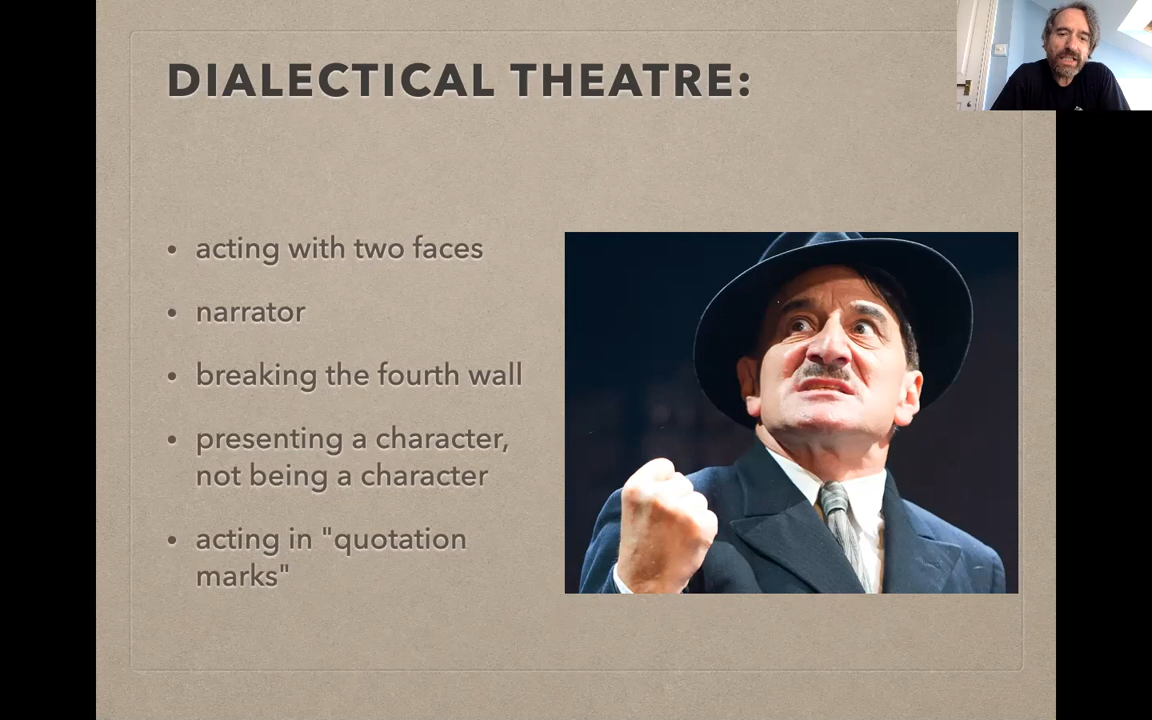 DIALECTICAL THEATRE:
• acting with two faces
• narrator
• breaking the fourth wall
• presenting a character,
not being a character
• acting in "quotation
marks"